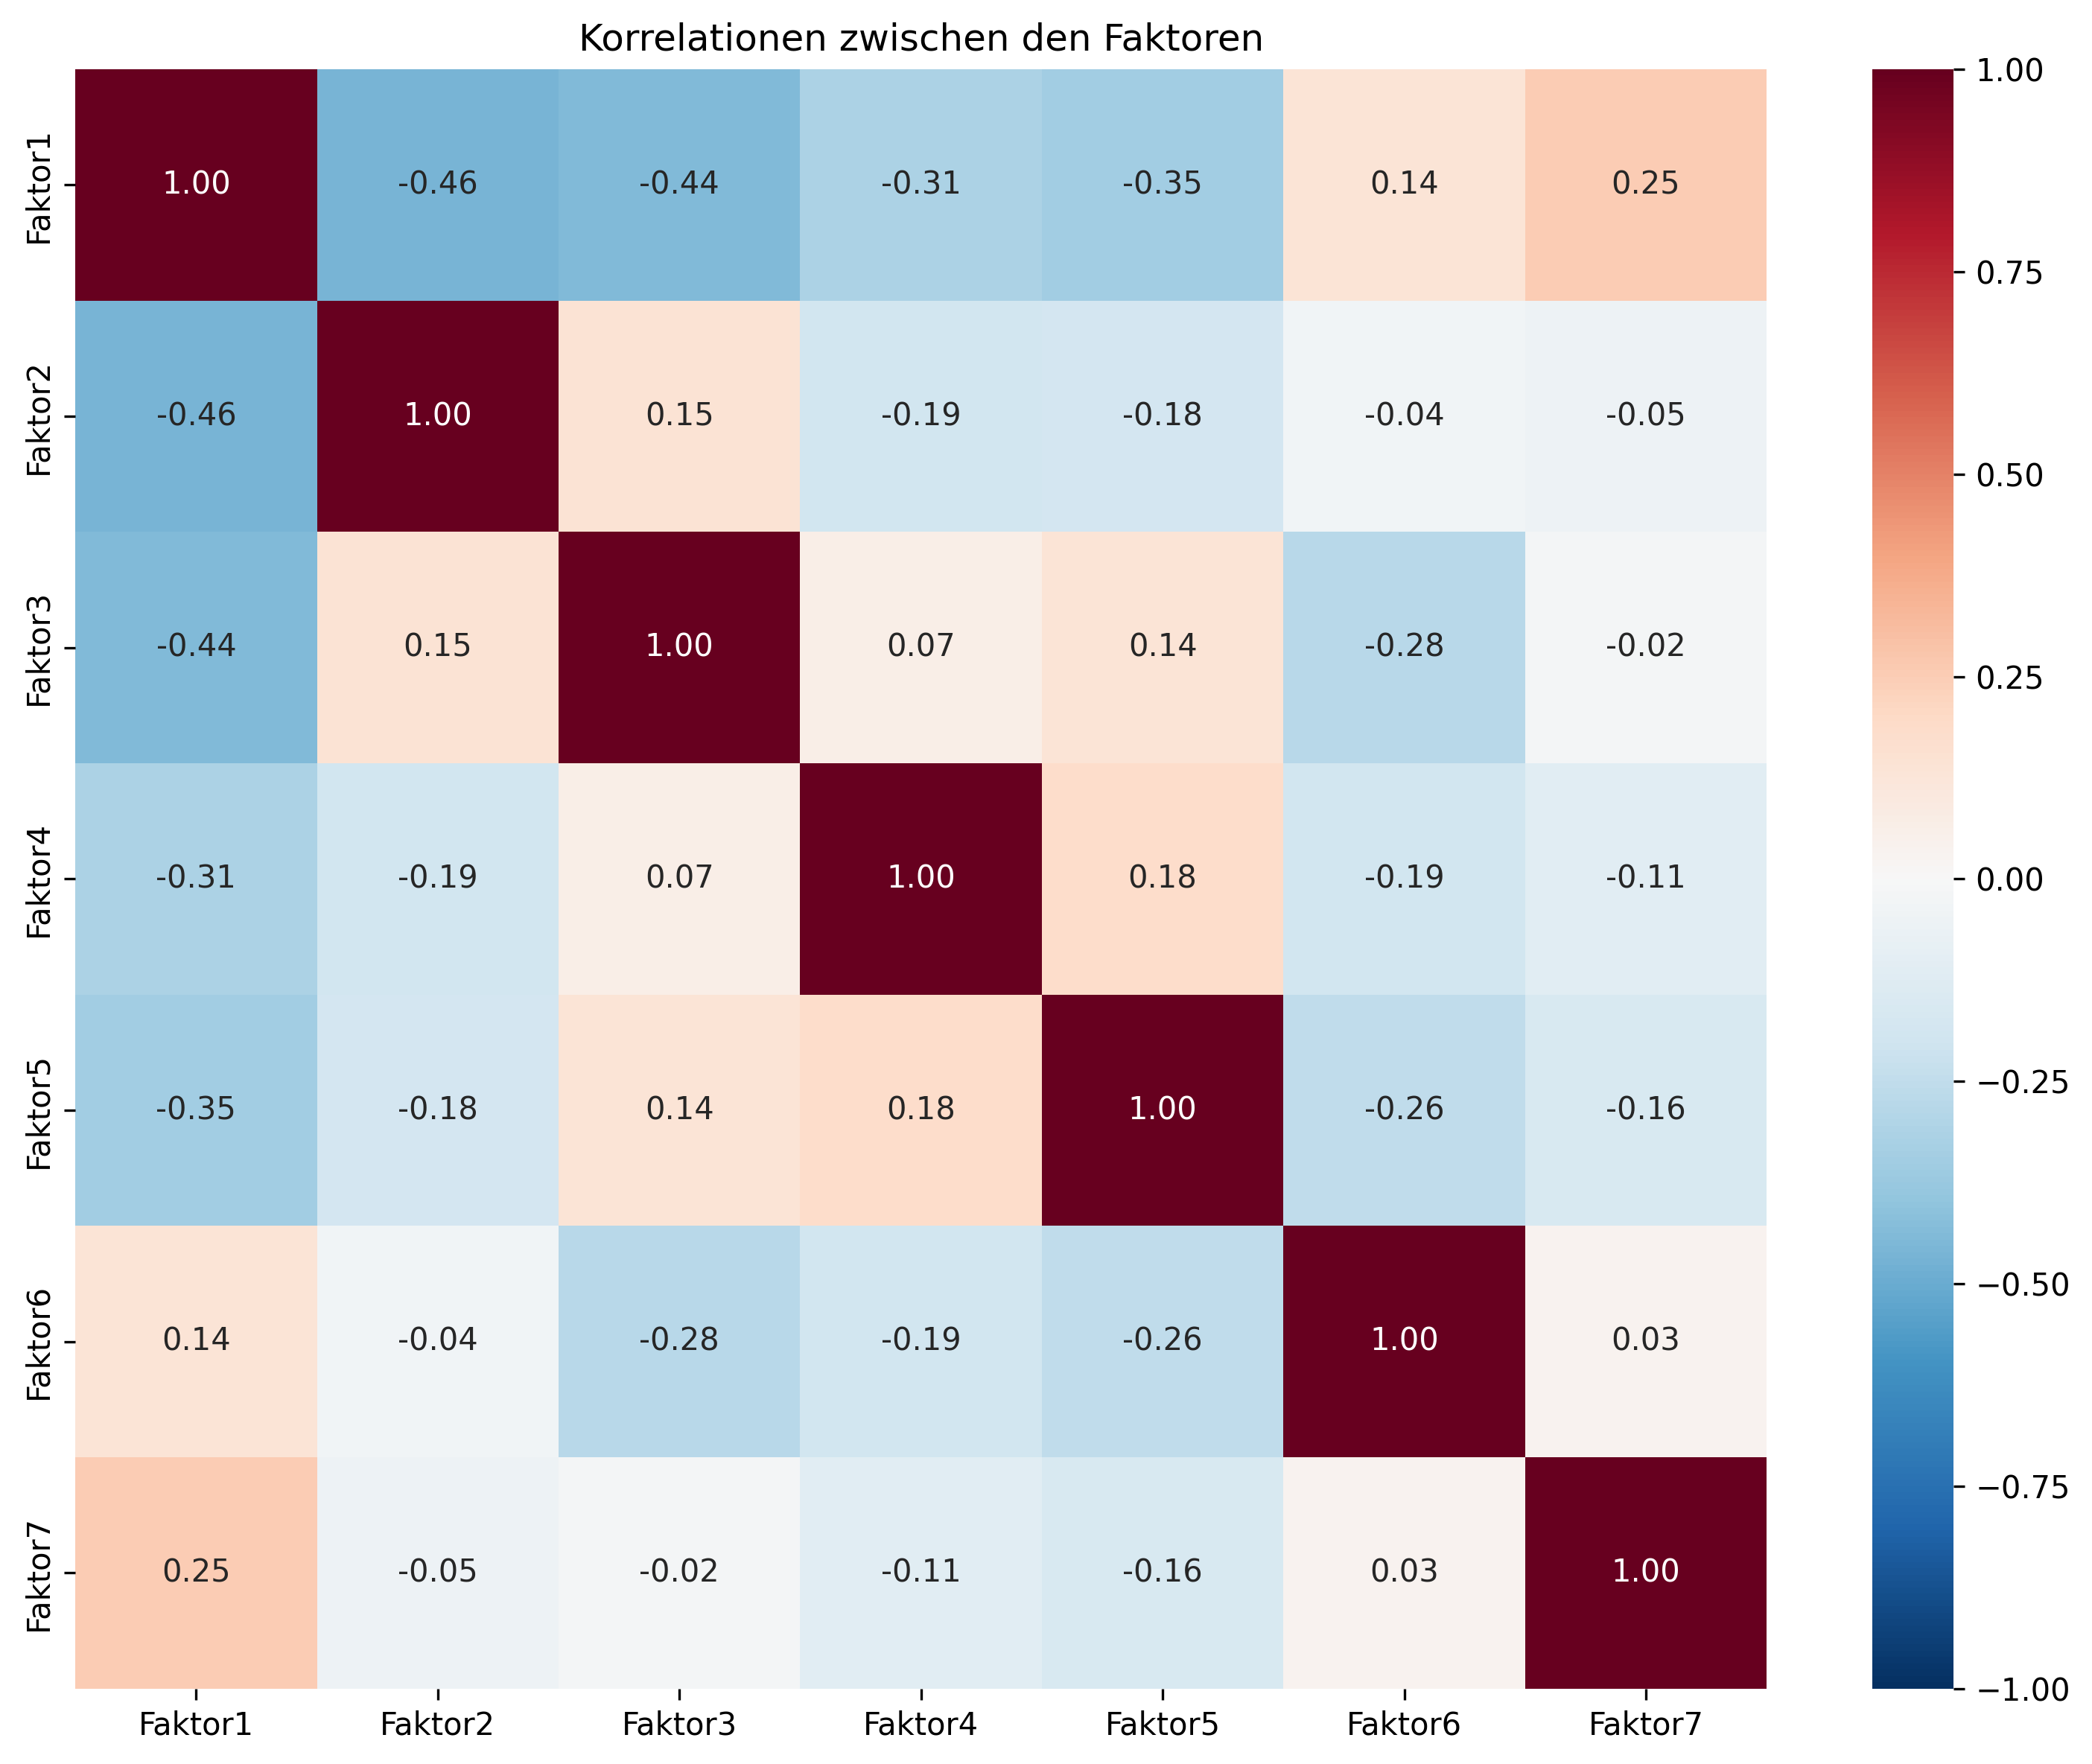 Korrelationen zwischen den Faktoren
Faktor1 1.00 -0.46 -0.44 -0.31 -0.35 0.14 0.25
Faktor2 -0.46 1.00 0.15 -0.19 -0.18 -0.04 -0.05
Faktor3 -0.44 0.15 1.00 0.07 0.14 -0.28 -0.02
Faktor4 -0.31 -0.19 0.07 1.00 0.18 -0.19 -0.11
Faktor5 -0.35 -0.18 0.14 0.18 1.00 -0.26 -0.16
Faktor6 0.14 -0.04 -0.28 -0.19 -0.26 1.00 0.03
Faktor7 0.25 -0.05 -0.02 -0.11 -0.16 0.03 1.00
Faktor1 Faktor2 Faktor3 Faktor4 Faktor5 Faktor6 Faktor7
1.00
0.75
0.50
0.25
0.00
−0.25
−0.50
−0.75
−1.00